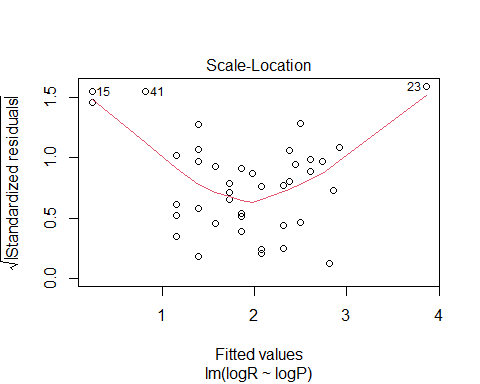 Scale-Location
√|Standardized residuals|
1.5
1.0
0.5
0.0
15
41
23
1 2 3 4
Fitted values
lm(logR ~ logP)